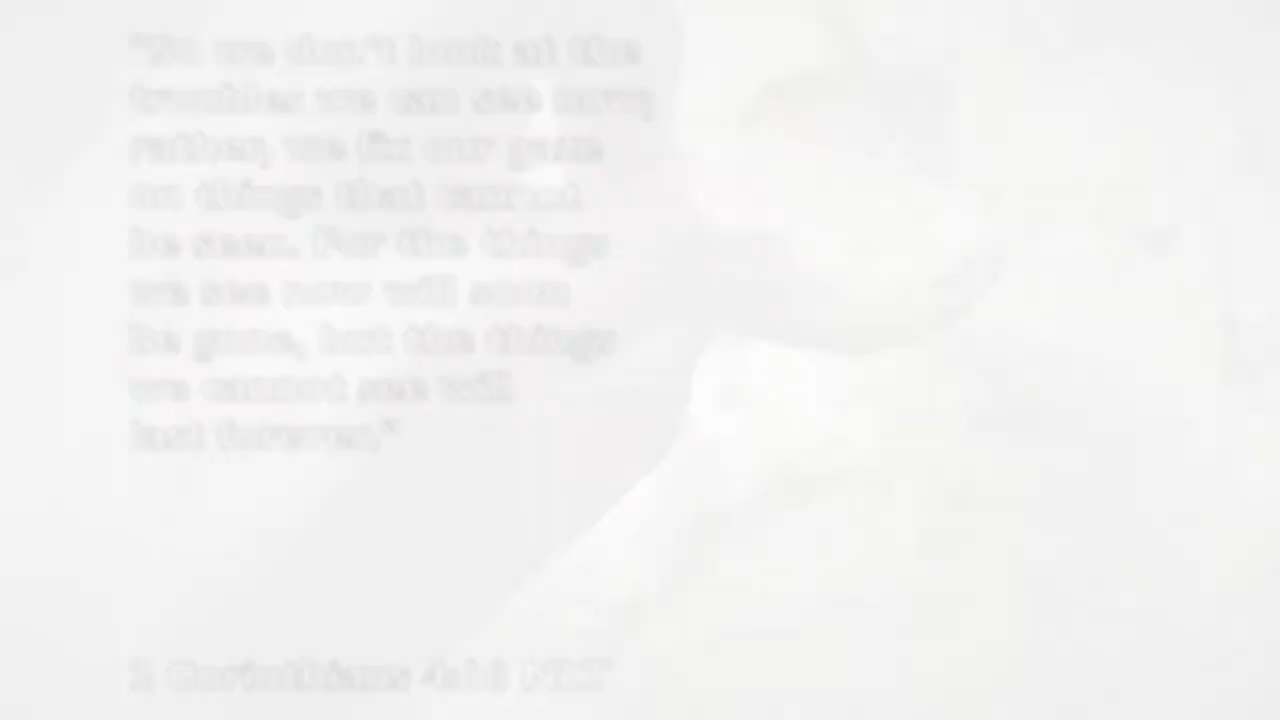 "So we don't look at the
troubles we can see now;
rather, we fix our gaze
on things that cannot
be seen. For the things
we see now will soon
be gone, but the things
we cannot see will
last forever."
2 Corinthians 4:18 NLT